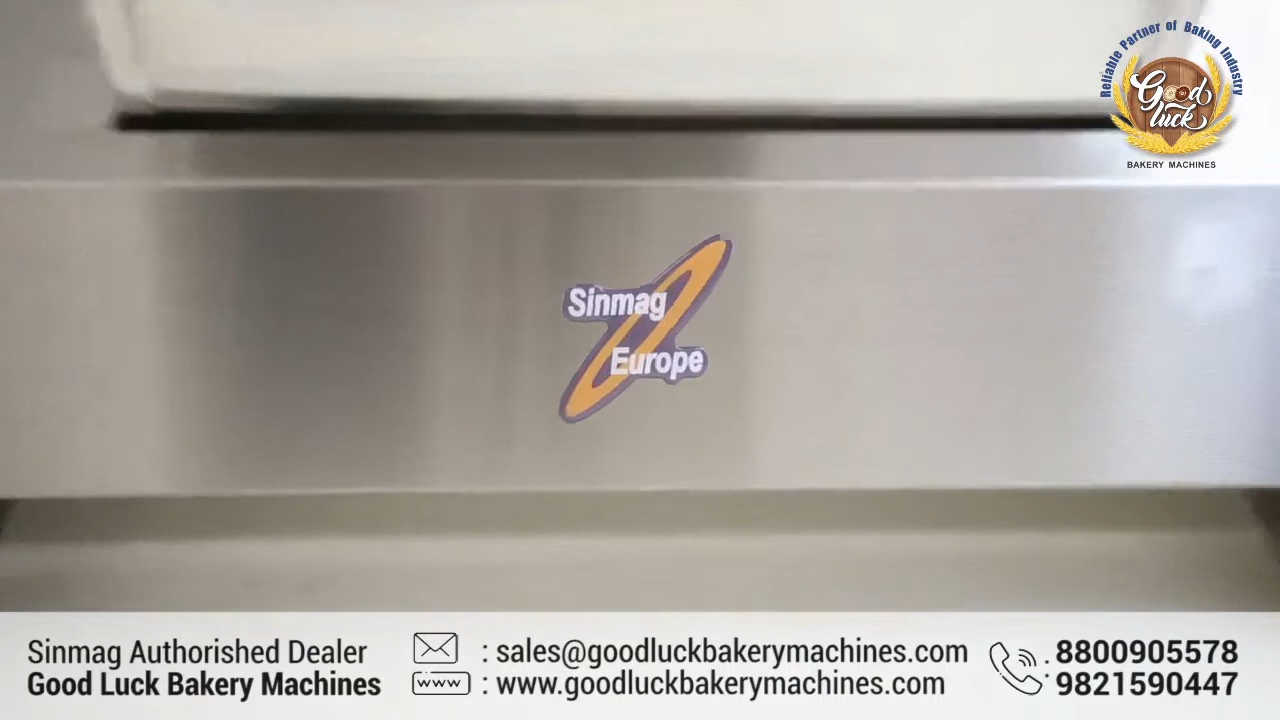 Reliable Partner of Baking Industry
Good
luck
BAKERY MACHINES
Sinmag
Europe
Sinmag Authorished Dealer
Good Luck Bakery Machines
: sales@goodluckbakerymachines.com
www : www.goodluckbakerymachines.com
: 8800905578
9821590447